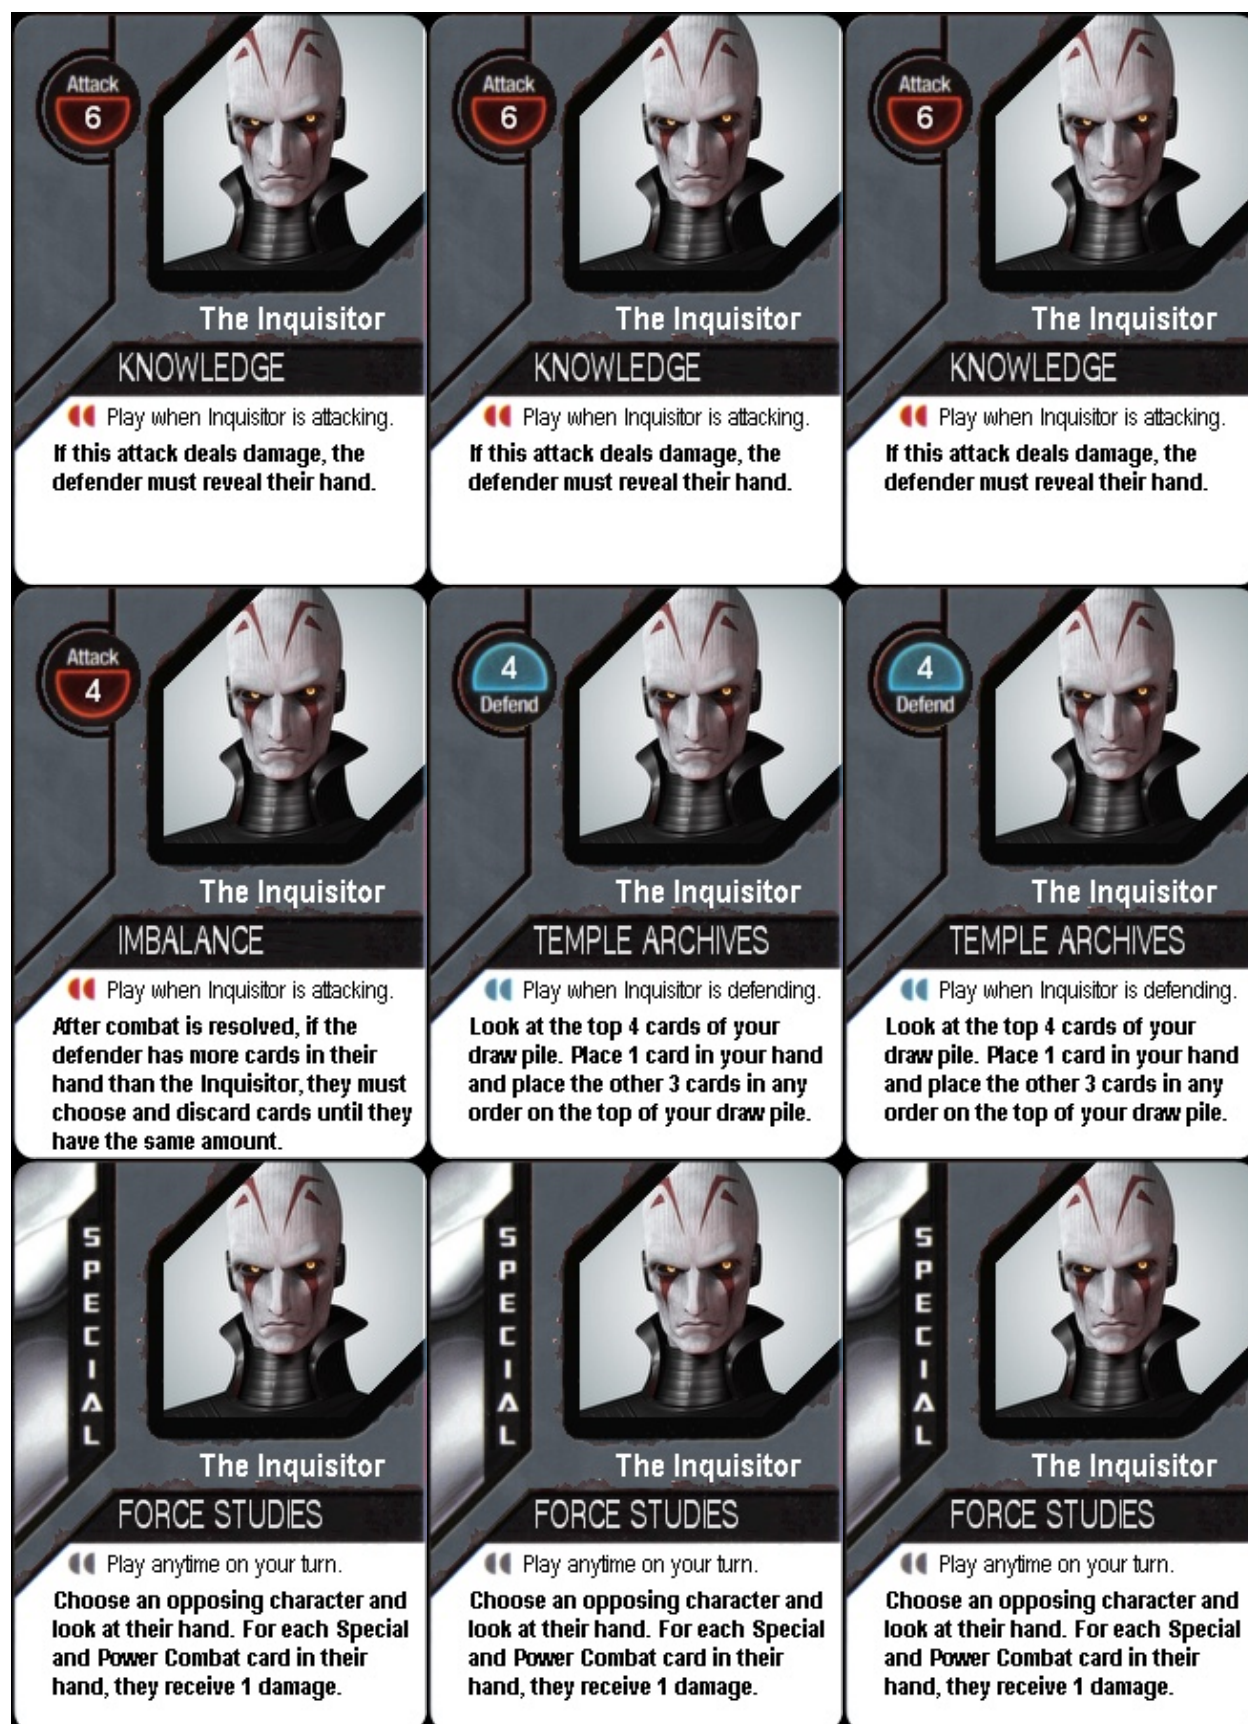 Attack
6
The Inquisitor
KNOWLEDGE
Play when Inquisitor is attacking.
If this attack deals damage, the
defender must reveal their hand.
Attack
6
The Inquisitor
KNOWLEDGE
Play when Inquisitor is attacking.
If this attack deals damage, the
defender must reveal their hand.
Attack
6
The Inquisitor
KNOWLEDGE
Play when Inquisitor is attacking.
If this attack deals damage, the
defender must reveal their hand.
Attack
4
The Inquisitor
IMBALANCE
Play when Inquisitor is attacking.
After combat is resolved, if the
defender has more cards in their
hand than the Inquisitor, they must
choose and discard cards until they
have the same amount.
4
Defend
The Inquisitor
TEMPLE ARCHIVES
Play when Inquisitor is defending.
Look at the top 4 cards of your
draw pile. Place 1 card in your hand
and place the other 3 cards in any
order on the top of your draw pile.
4
Defend
The Inquisitor
TEMPLE ARCHIVES
Play when Inquisitor is defending.
Look at the top 4 cards of your
draw pile. Place 1 card in your hand
and place the other 3 cards in any
order on the top of your draw pile.
SPECIAL
The Inquisitor
FORCE STUDIES
Play anytime on your turn.
Choose an opposing character and
look at their hand. For each Special
and Power Combat card in their
hand, they receive 1 damage.
SPECIAL
The Inquisitor
FORCE STUDIES
Play anytime on your turn.
Choose an opposing character and
look at their hand. For each Special
and Power Combat card in their
hand, they receive 1 damage.
SPECIAL
The Inquisitor
FORCE STUDIES
Play anytime on your turn.
Choose an opposing character and
look at their hand. For each Special
and Power Combat card in their
hand, they receive 1 damage.